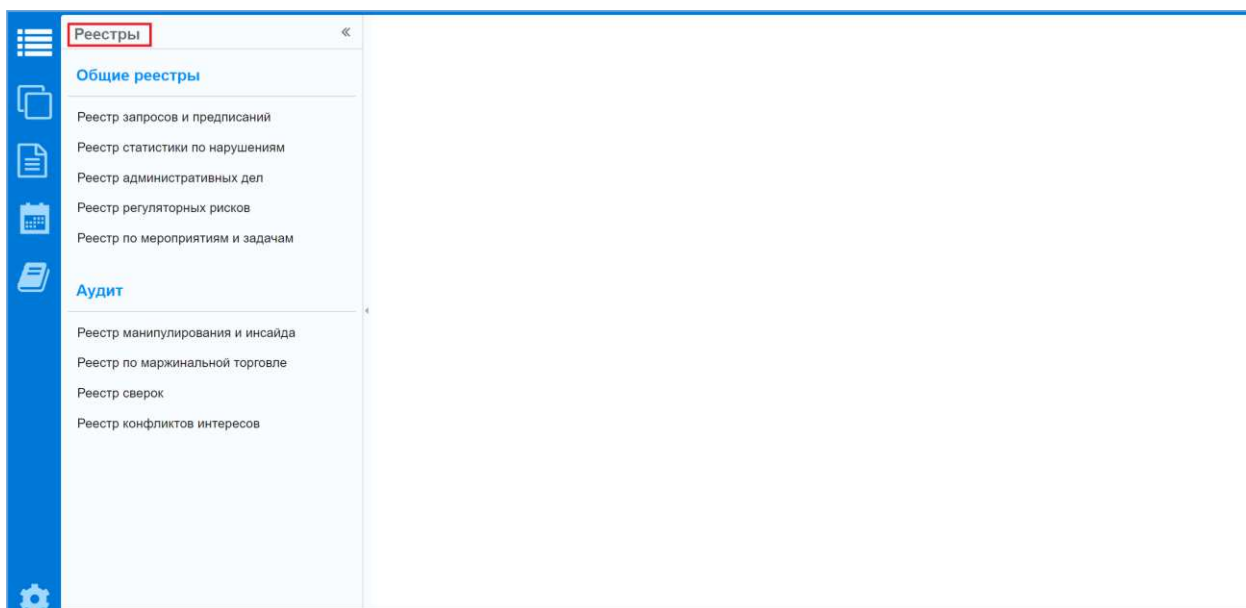 Реестры
Общие реестры
Реестр запросов и предписаний
Реестр статистики по нарушениям
Реестр административных дел
Реестр регуляторных рисков
Реестр по мероприятиям и задачам
Аудит
Реестр манипулирования и инсайда
Реестр по маржинальной торговле
Реестр сверок
Реестр конфликтов интересов